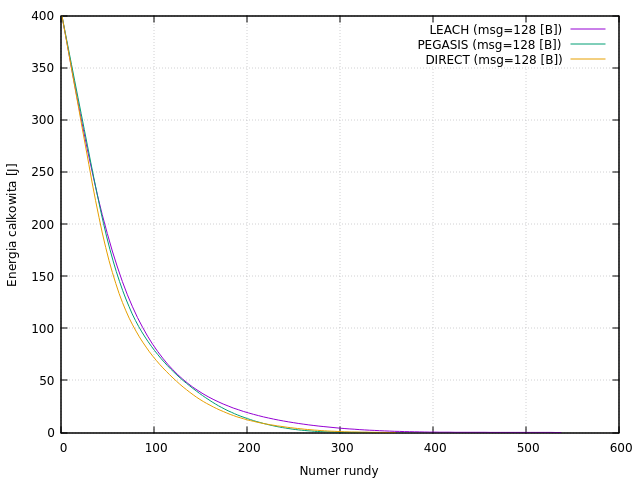 400
350
300
250
200
150
100
50
0
0 100 200 300 400 500 600
Energia calkowita [J]
Numer rundy
LEACH (msg=128 [B])
PEGASIS (msg=128 [B])
DIRECT (msg=128 [B])